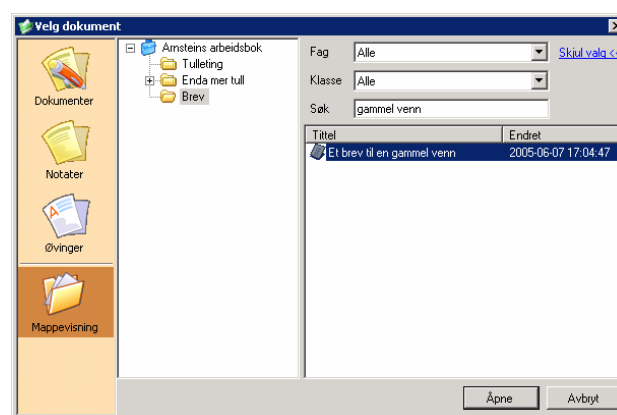 Velg dokument
Dokumenter
Notater
Øvinger
Mappevisning
Arnsteins arbeidsbok
Tulleting
Enda mer tull
Brev
Fag Alle Skjul valg <
Klasse Alle
Søk gammel venn
Tittel Endret
Et brev til en gammel venn 2005-06-07 17:04:47
Åpne Avbryt